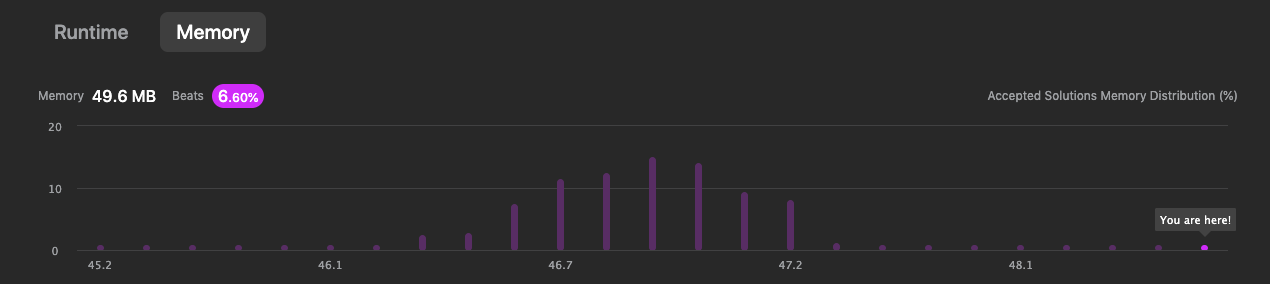 Runtime Memory
Memory 49.6 MB Beats 6.60% Accepted Solutions Memory Distribution (%)
20
10
You are here!
0
45.2 46.1 46.7 47.2 48.1